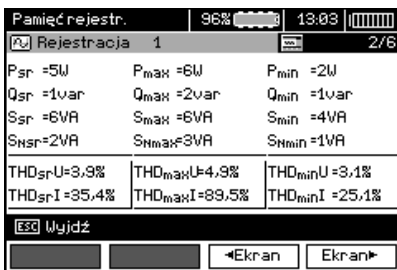 Pamięć rejestr. 96% 13:03
Rejestracja 1 2/6
Psr =5W Pmax =6W Pmin =2W
Qsr =1var Qmax =2var Qmin =1var
Ssr =6VA Smax =6VA Smin =4VA
SNsr=2VA SNmax=3VA SNmin=1VA
THDsrU=3,9% THDmaxU=4,9% THDminU =3,1%
THDsrI =35,4% THDmaxI=89,5% THDminI =25,1%
ESC Wyjdź
◄Ekran Ekran►